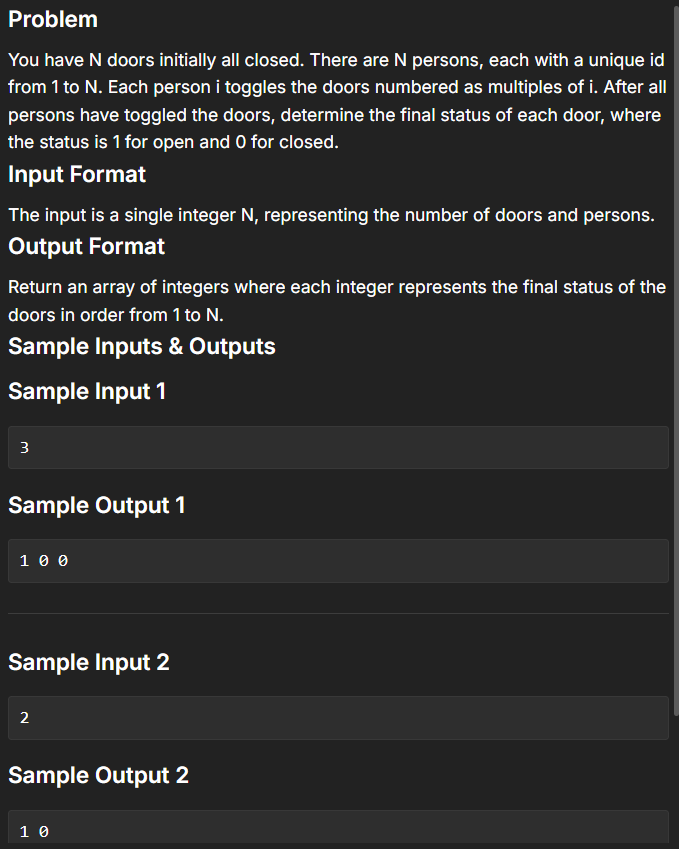 Problem
You have N doors initially all closed. There are N persons, each with a unique id
from 1 to N. Each person i toggles the doors numbered as multiples of i. After all
persons have toggled the doors, determine the final status of each door, where
the status is 1 for open and 0 for closed.
Input Format
The input is a single integer N, representing the number of doors and persons.
Output Format
Return an array of integers where each integer represents the final status of the
doors in order from 1 to N.
Sample Inputs & Outputs
Sample Input 1
3
Sample Output 1
1 0 0
Sample Input 2
2
Sample Output 2
1 0